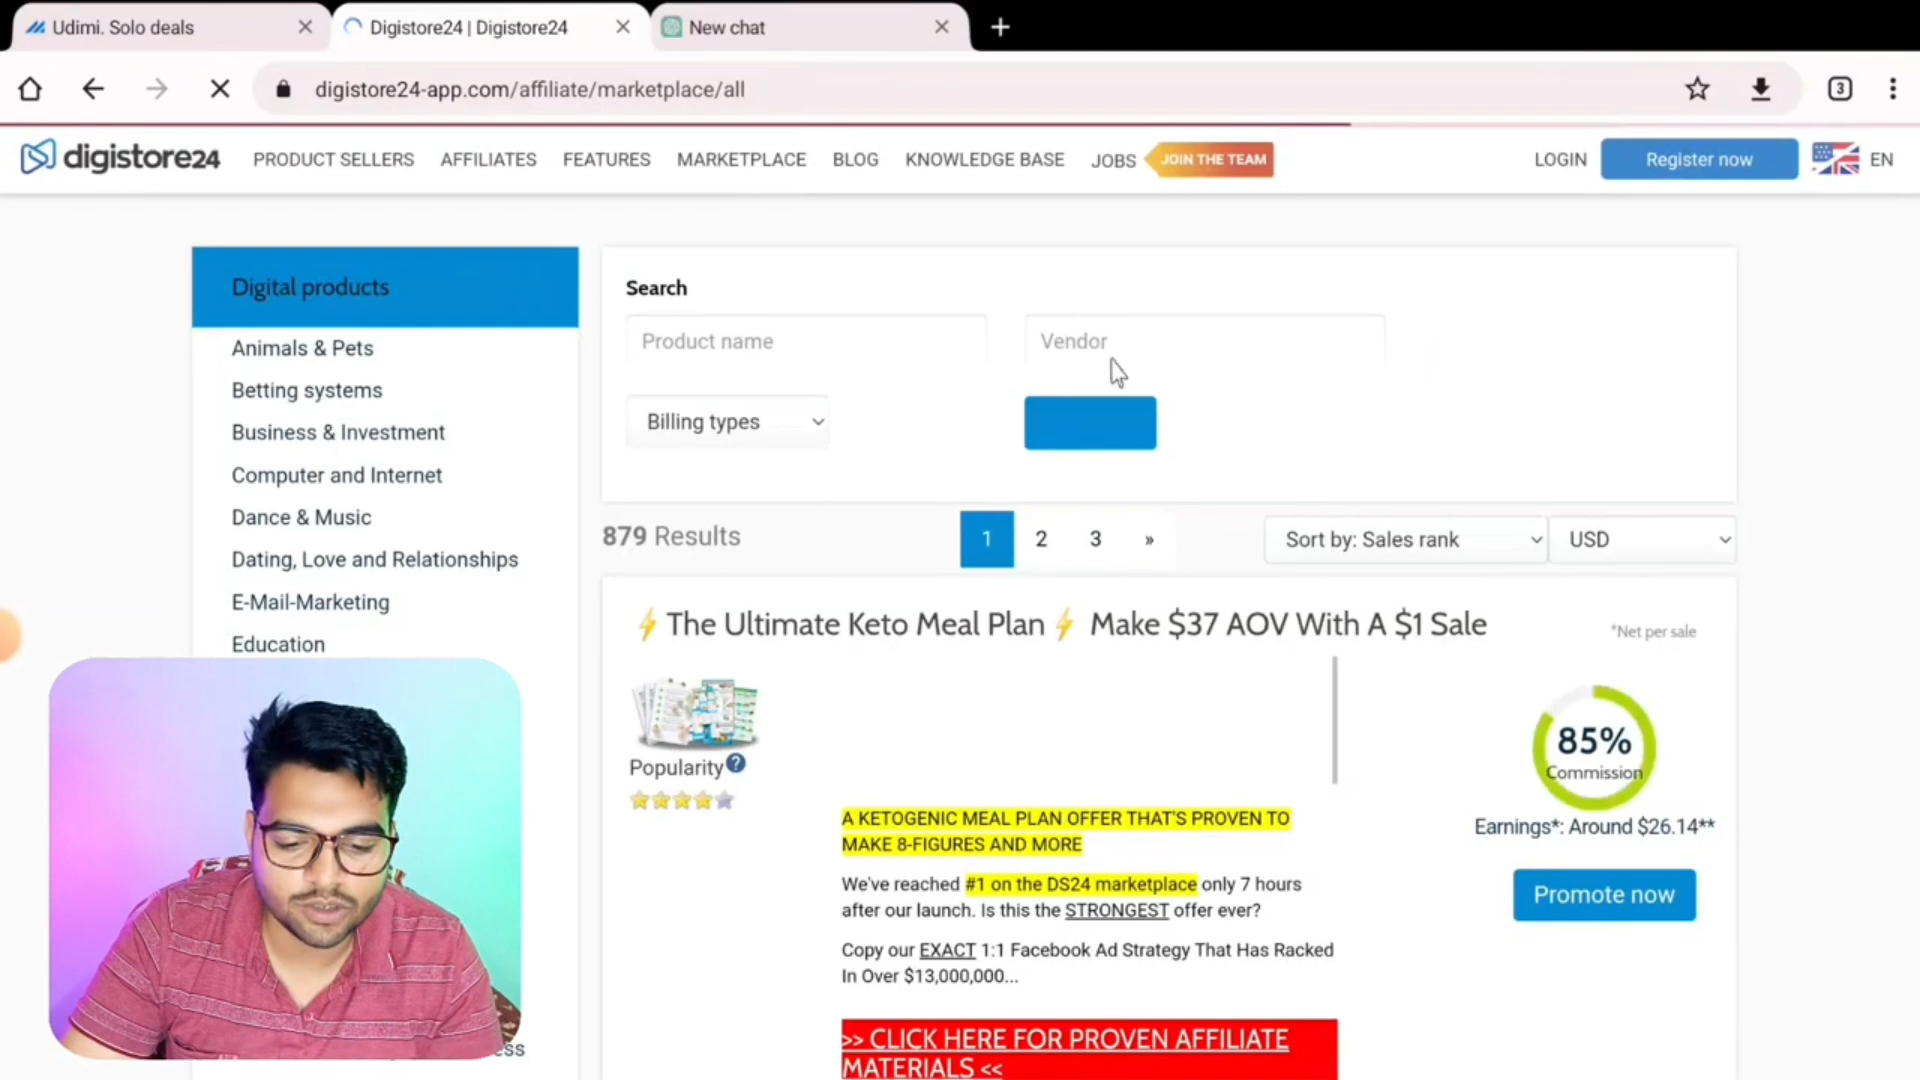 Udimi. Solo deals
Digistore24 | Digistore24
New chat
digistore24-app.com/affiliate/marketplace/all
3
digistore24 PRODUCT SELLERS AFFILIATES FEATURES MARKETPLACE BLOG KNOWLEDGE BASE JOBS JOIN THE TEAM LOGIN Register now EN
Digital products
Animals & Pets
Betting systems
Business & Investment
Computer and Internet
Dance & Music
Dating, Love and Relationships
E-Mail-Marketing
Education
ess
Search
Product name
Vendor
Billing types
879 Results
1 2 3 »
Sort by: Sales rank
USD
⚡The Ultimate Keto Meal Plan⚡ Make $37 AOV With A $1 Sale
*Net per sale
Popularity?
85%
Commission
Earnings*: Around $26.14**
Promote now
A KETOGENIC MEAL PLAN OFFER THAT'S PROVEN TO
MAKE 8-FIGURES AND MORE
We've reached #1 on the DS24 marketplace only 7 hours
after our launch. Is this the STRONGEST offer ever?
Copy our EXACT 1:1 Facebook Ad Strategy That Has Racked
In Over $13,000,000...
>> CLICK HERE FOR PROVEN AFFILIATE
MATERIALS <<